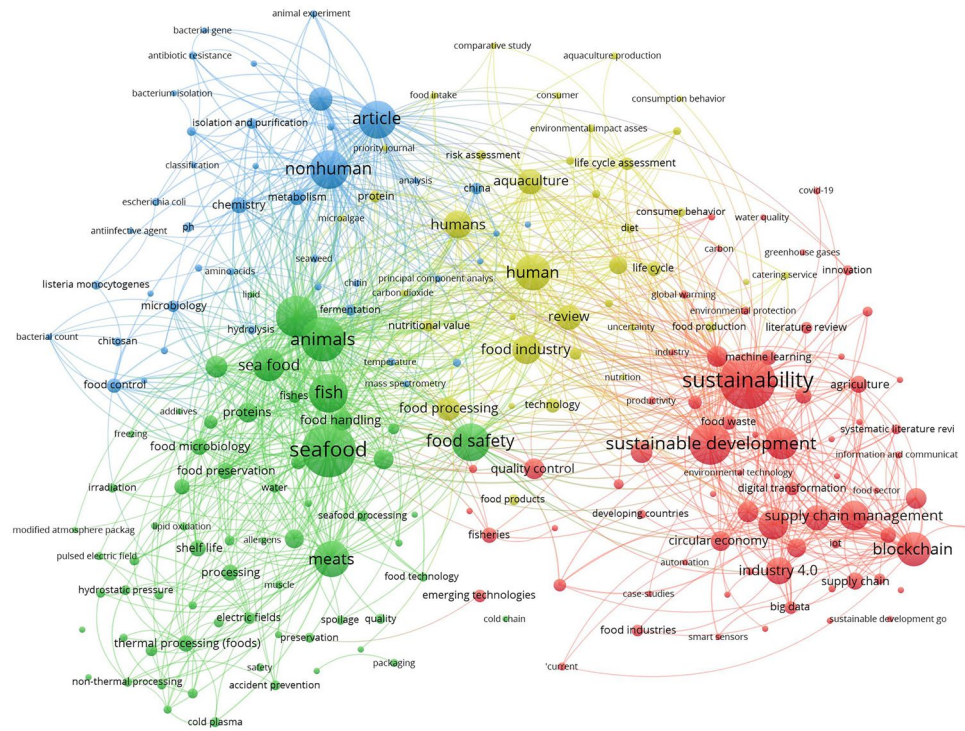 animal experiment
bacterial gene
comparative study
antibiotic resistance
aquaculture production
bacterium isolation
food intake
consumer
consumption behavior
article
isolation and purification
environmental impact asses
priority journal
risk assessment
life cycle assessment
classification
nonhuman
analysis
china
aquaculture
covid-19
metabolism
protein
escherichia coli
chemistry
microalgae
humans
consumer behavior
water quality
antiinfective agent
ph
diet
carbon
greenhouse gases
seaweed
amino acids
human
life cycle
innovation
catering service
listeria monocytogenes
chitin
principal component analys
carbon dioxide
lipid
global warming
microbiology
fermentation
environmental protection
review
hydrolysis
nutritional value
uncertainty
food production
literature review
bacterial count
chitosan
animals
food industry
industry
machine learning
sea food
temperature
nutrition
sustainability
food control
mass spectrometry
agriculture
fishes
fish
productivity
additives
proteins
food handling
food processing
technology
food waste
freezing
food microbiology
seafood
food safety
sustainable development
systematic literature revi
information and communicat
food preservation
quality control
environmental technology
irradiation
water
digital transformation
food sector
food products
modified atmosphere packag
lipid oxidation
seafood processing
developing countries
supply chain management
allergens
fisheries
circular economy
iot
shelf life
blockchain
pulsed electric field
meats
automation
processing
food technology
industry 4.0
supply chain
hydrostatic pressure
muscle
emerging technologies
case-studies
big data
electric fields
spoilage
quality
cold chain
sustainable development go
food industries
smart sensors
thermal processing (foods)
preservation
safety
packaging
'current
non-thermal processing
accident prevention
cold plasma